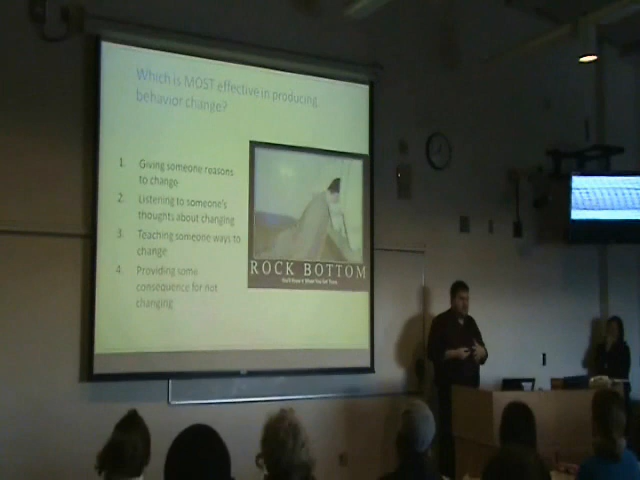 Which is MOST effective in producing
behavior change?
1. Giving someone reasons
to change
2. Listening to someone's
thoughts about changing
3. Teaching someone ways to
change
4. Providing some
consequence for not
changing
ROCK BOTTOM